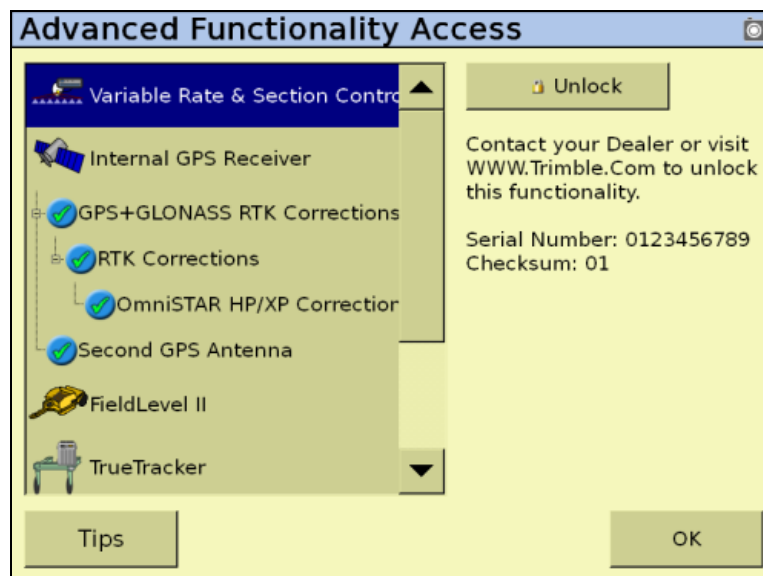 Advanced Functionality Access
Variable Rate & Section Contro
Internal GPS Receiver
GPS+GLONASS RTK Corrections
RTK Corrections
OmniSTAR HP/XP Correction
Second GPS Antenna
FieldLevel II
TrueTracker
Unlock
Contact your Dealer or visit
WWW.Trimble.Com to unlock
this functionality.
Serial Number: 0123456789
Checksum: 01
Tips
OK